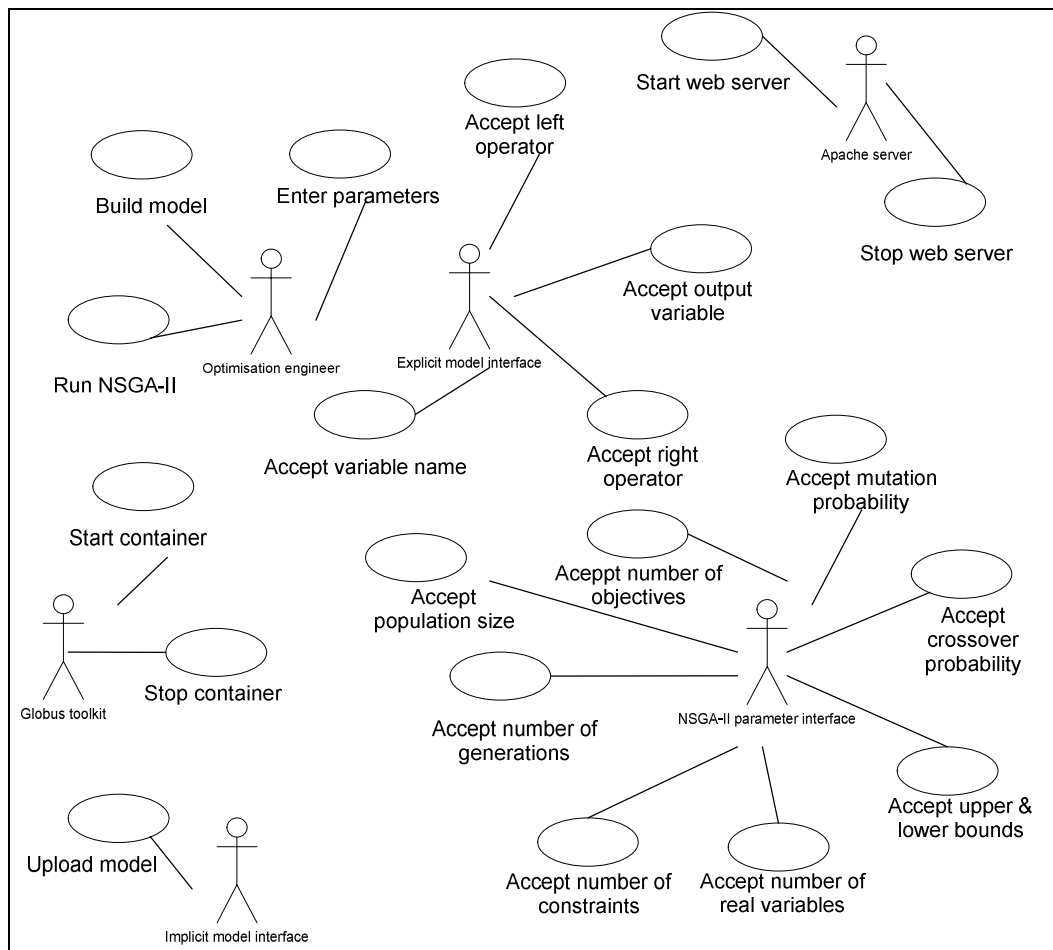 Start web server
Accept left
operator
Apache server
Build model
Enter parameters
Stop web server
Accept output
variable
Optimisation engineer
Explicit model interface
Run NSGA-II
Accept variable name
Accept right
operator
Accept mutation
probability
Start container
Aceppt number of
objectives
Accept
population size
Accept
crossover
probability
Stop container
Globus toolkit
NSGA-II parameter interface
Accept number of
generations
Accept upper &
lower bounds
Upload model
Accept number of
constraints
Accept number of
real variables
Implicit model interface